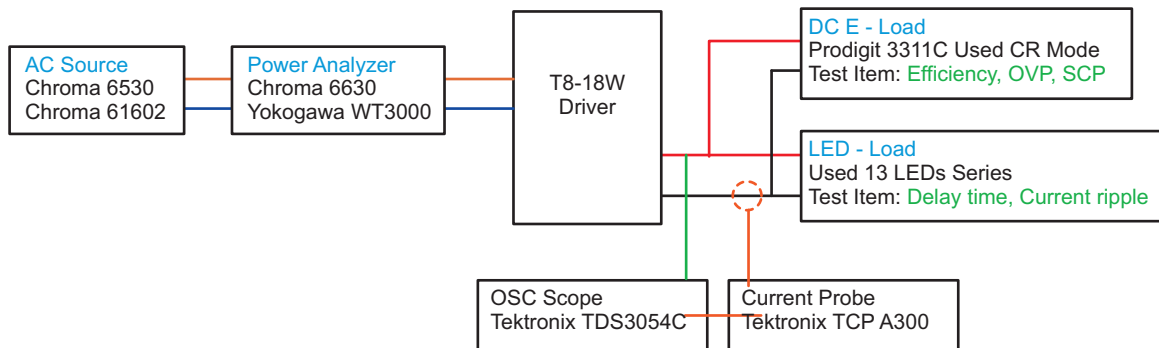 AC Source
Chroma 6530
Chroma 61602
Power Analyzer
Chroma 6630
Yokogawa WT3000
T8-18W
Driver
DC E - Load
Prodigit 3311C Used CR Mode
Test Item: Efficiency, OVP, SCP
LED - Load
Used 13 LEDs Series
Test Item: Delay time, Current ripple
OSC Scope
Tektronix TDS3054C
Current Probe
Tektronix TCP A300